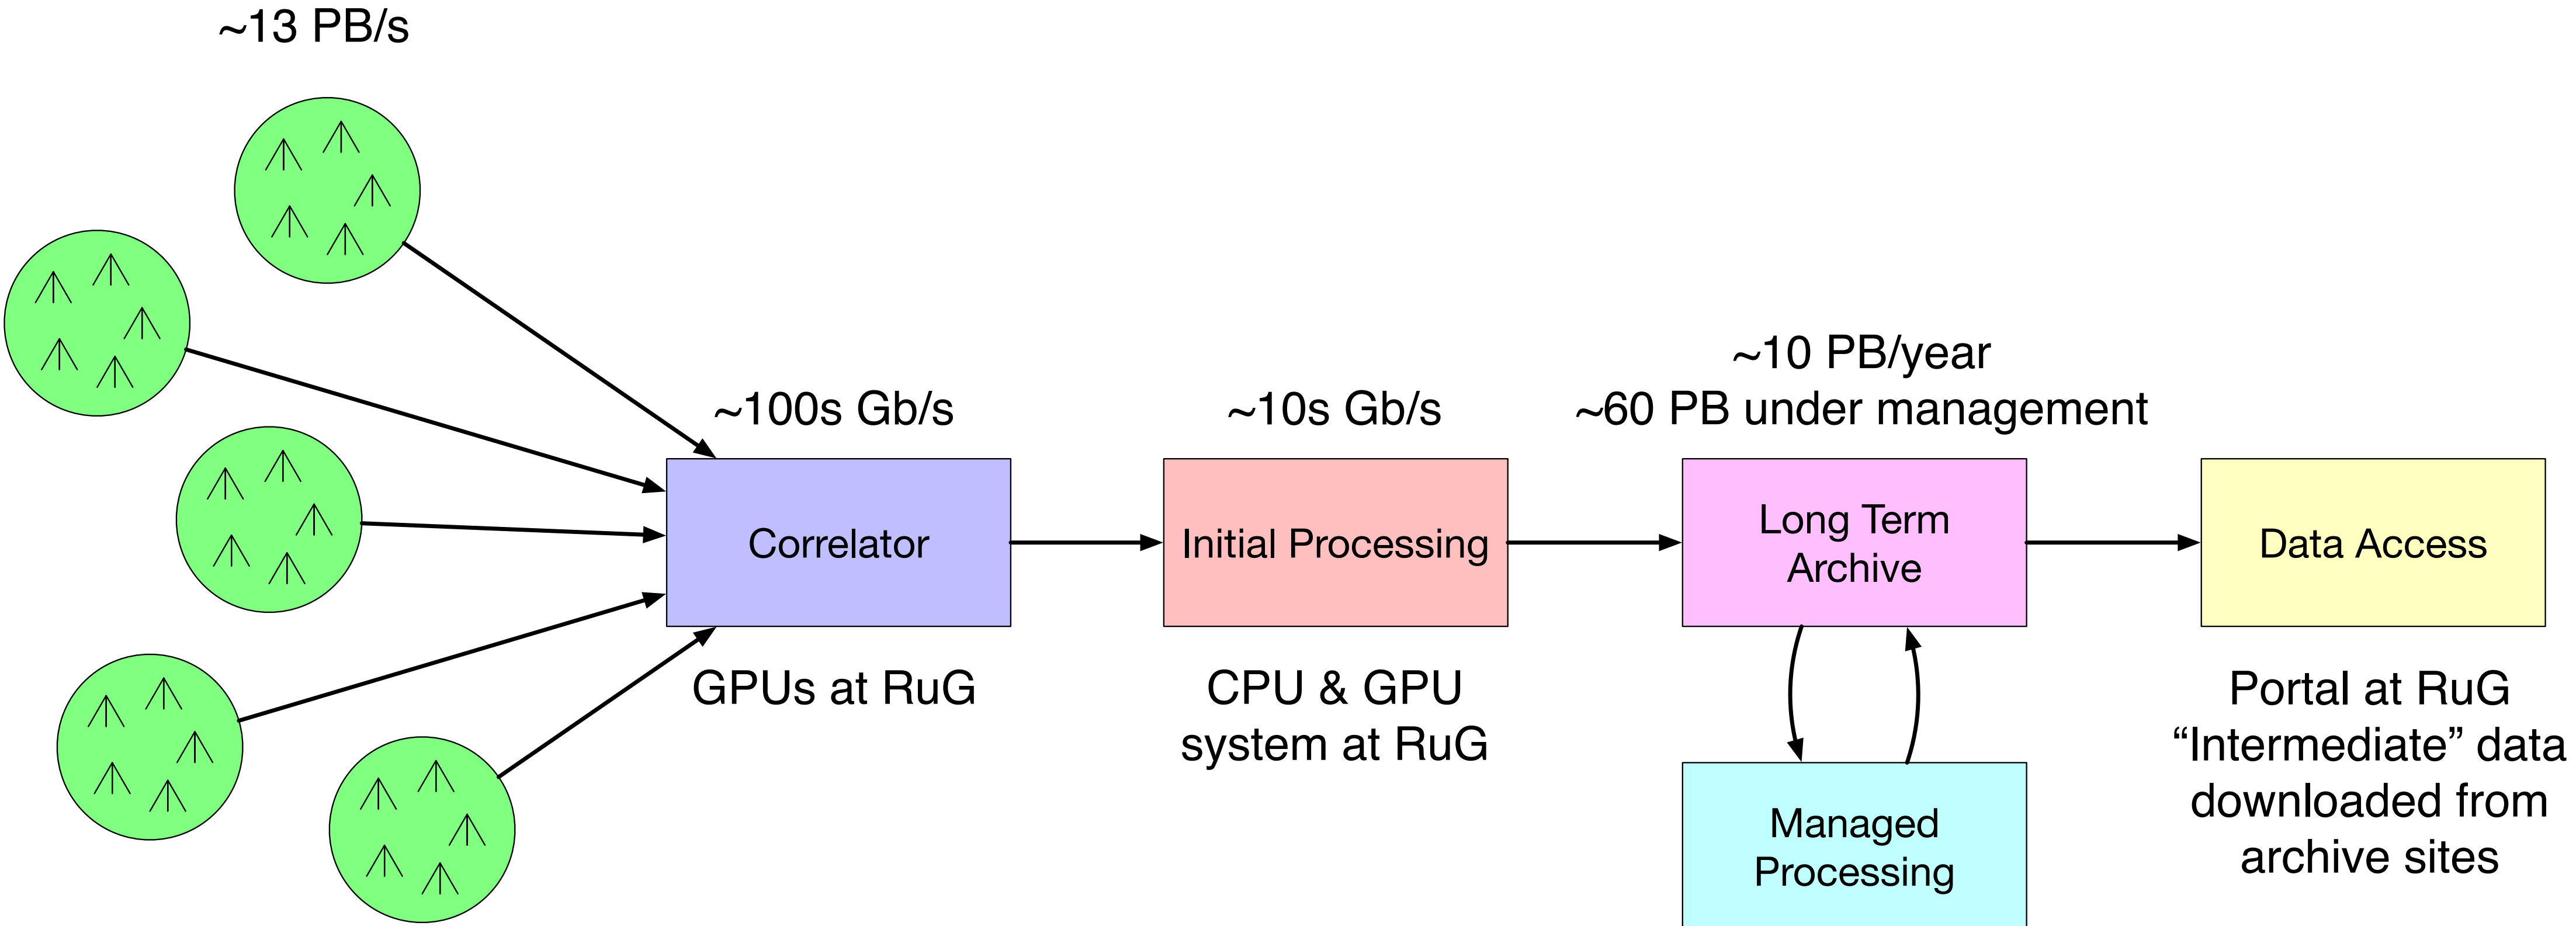 ~13 PB/s
~100s Gb/s
Correlator
GPUs at RuG
~10s Gb/s
Initial Processing
CPU & GPU
system at RuG
~10 PB/year
~60 PB under management
Long Term
Archive
Managed
Processing
Data Access
Portal at RuG
“Intermediate” data
downloaded from
archive sites